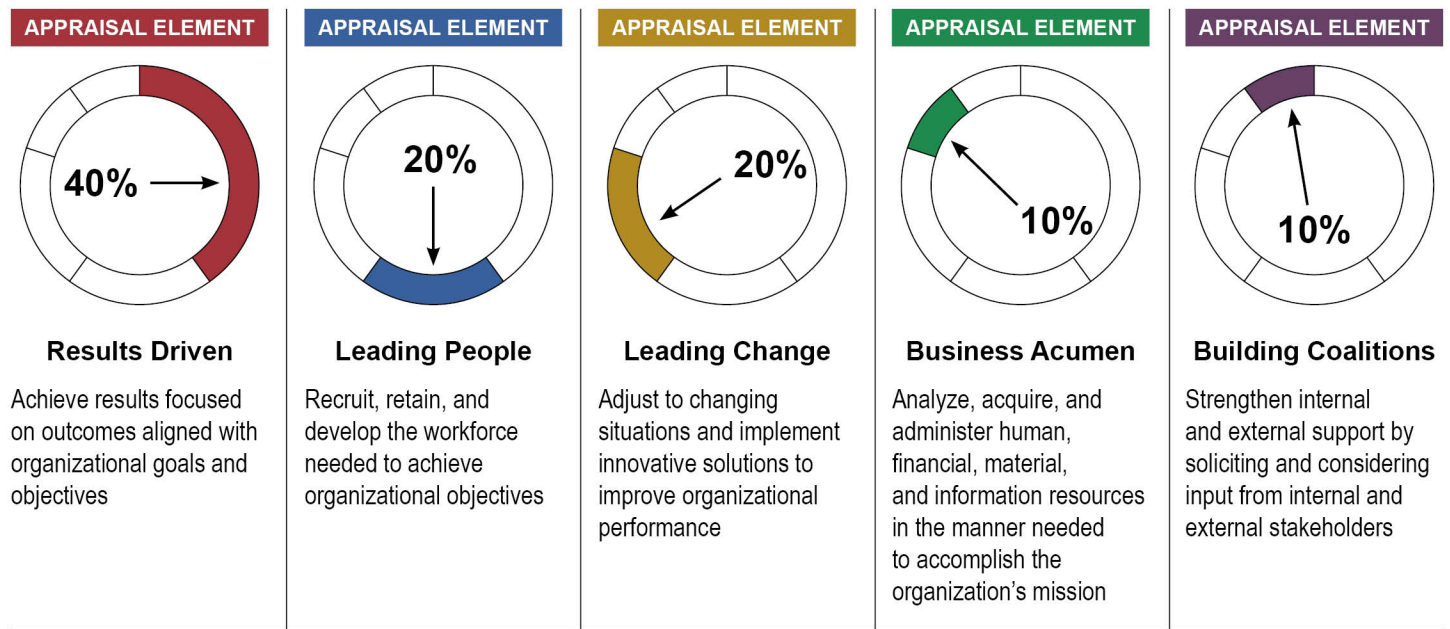 APPRAISAL ELEMENT
40%
Results Driven
Achieve results focused
on outcomes aligned with
organizational goals and
objectives
APPRAISAL ELEMENT
20%
Leading People
Recruit, retain, and
develop the workforce
needed to achieve
organizational objectives
APPRAISAL ELEMENT
20%
Leading Change
Adjust to changing
situations and implement
innovative solutions to
improve organizational
performance
APPRAISAL ELEMENT
10%
Business Acumen
Analyze, acquire, and
administer human,
financial, material,
and information resources
in the manner needed
to accomplish the
organization’s mission
APPRAISAL ELEMENT
10%
Building Coalitions
Strengthen internal
and external support by
soliciting and considering
input from internal and
external stakeholders